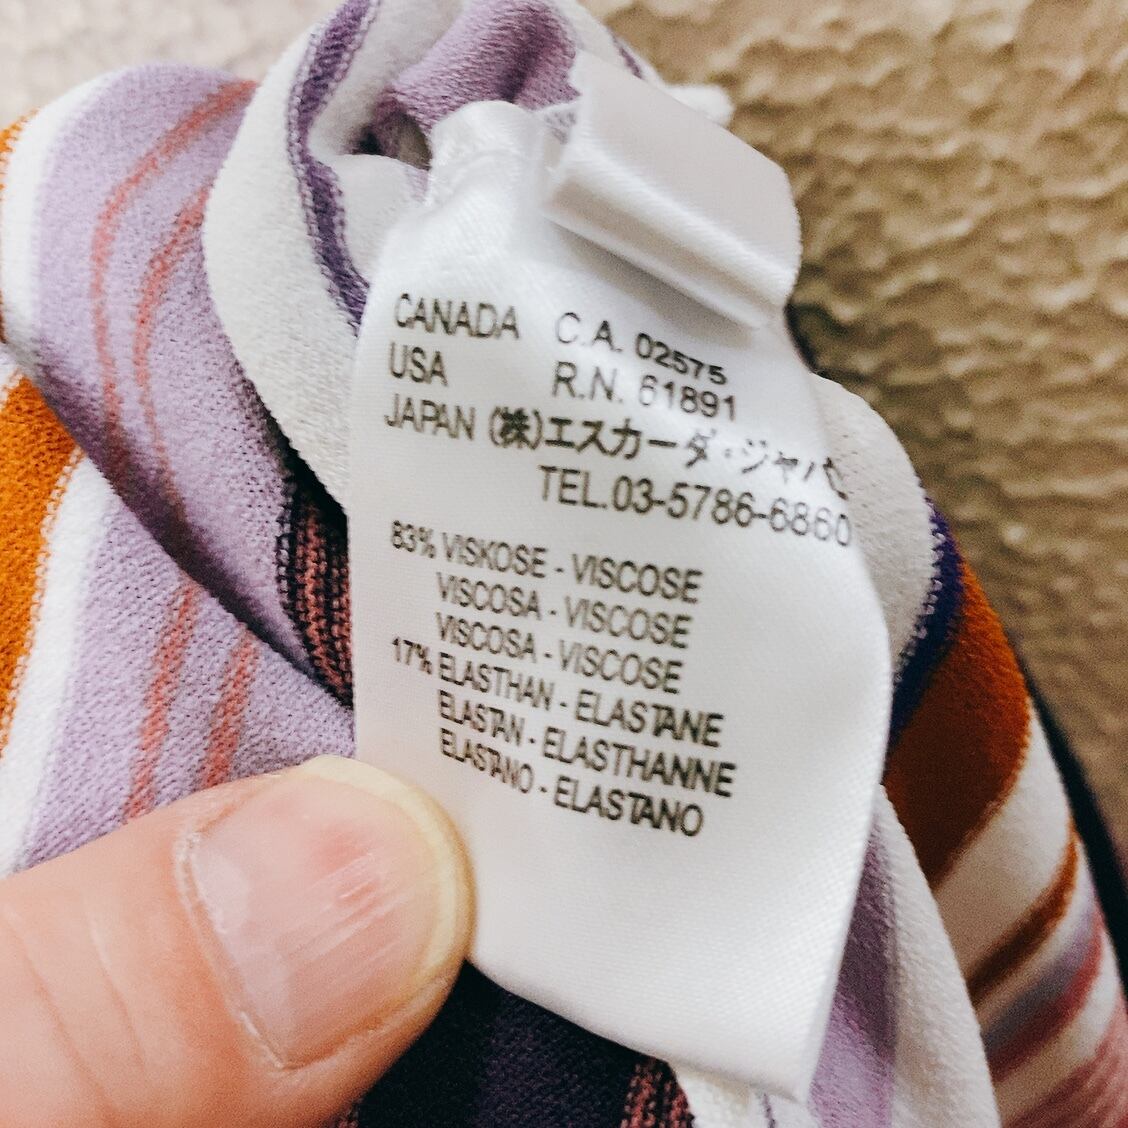 CANADA C.A. 02575
USA R.N. 61891
JAPAN (株)エスカーダ・ジャパン
TEL.03-5786-6860
83% VISKOSE - VISCOSE
VISCOSA - VISCOSE
VISCOSA - VISCOSE
17% ELASTHAN - ELASTANE
ELASTAN - ELASTHANNE
ELASTANO - ELASTANO